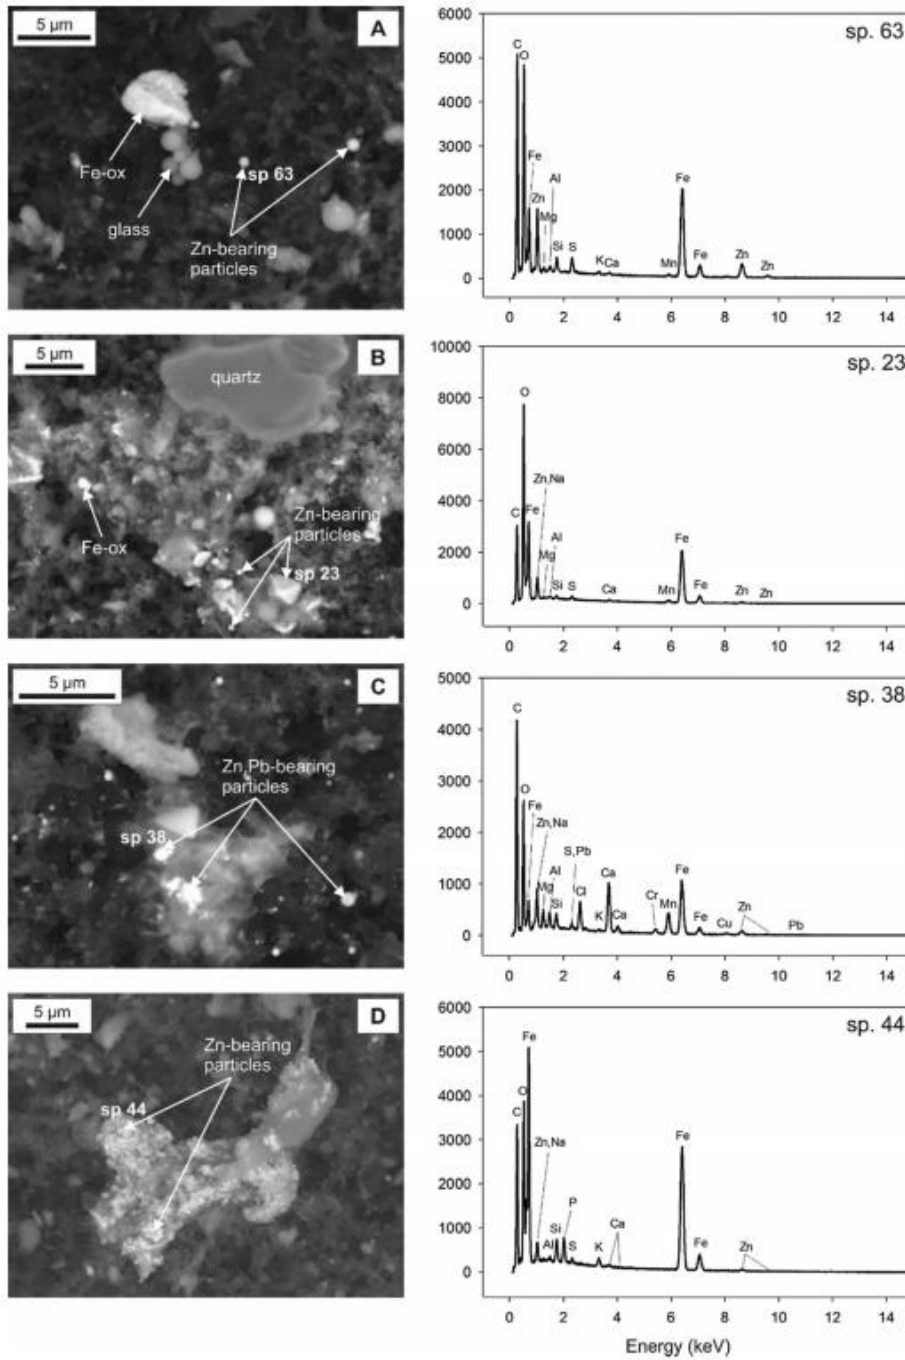 5 µm
A
Fe-ox
glass
sp 63
Zn-bearing
particles
sp. 63
6000
5000
4000
3000
2000
1000
0
C
O
Fe
Zn
Mg
Al
Si
S
K
Ca
Mn
Fe
Fe
Zn
Zn
0 2 4 6 8 10 12 14
5 µm
B
quartz
Fe-ox
Zn-bearing
particles
sp 23
sp. 23
10000
8000
6000
4000
2000
0
O
C
Fe
Zn,Na
Mg
Al
Si
S
Ca
Mn
Fe
Fe
Zn
Zn
0 2 4 6 8 10 12 14
5 µm
C
Zn,Pb-bearing
particles
sp 38
sp. 38
5000
4000
3000
2000
1000
0
C
O
Fe
Zn,Na
Mg
Al
Si
S,Pb
Cl
K
Ca
Ca
Cr
Mn
Fe
Fe
Cu
Zn
Pb
0 2 4 6 8 10 12 14
5 µm
D
Zn-bearing
particles
sp 44
sp. 44
6000
5000
4000
3000
2000
1000
0
Fe
O
C
Zn,Na
Al
Si
P
S
K
Ca
Fe
Fe
Zn
0 2 4 6 8 10 12 14
Energy (keV)